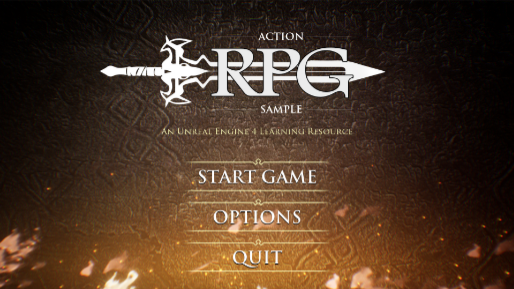 ACTION
RPG
SAMPLE
An Unreal Engine 4 Learning Resource
START GAME
OPTIONS
QUIT